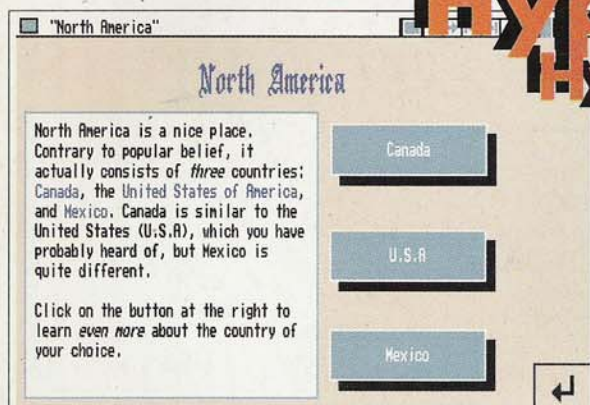 "North America"
North America
North America is a nice place.
Contrary to popular belief, it
actually consists of three countries:
Canada, the United States of America,
and Mexico. Canada is similar to the
United States (U.S.A), which you have
probably heard of, but Mexico is
quite different.
Click on the button at the right to
learn even more about the country of
your choice.
Canada
U.S.A
Mexico